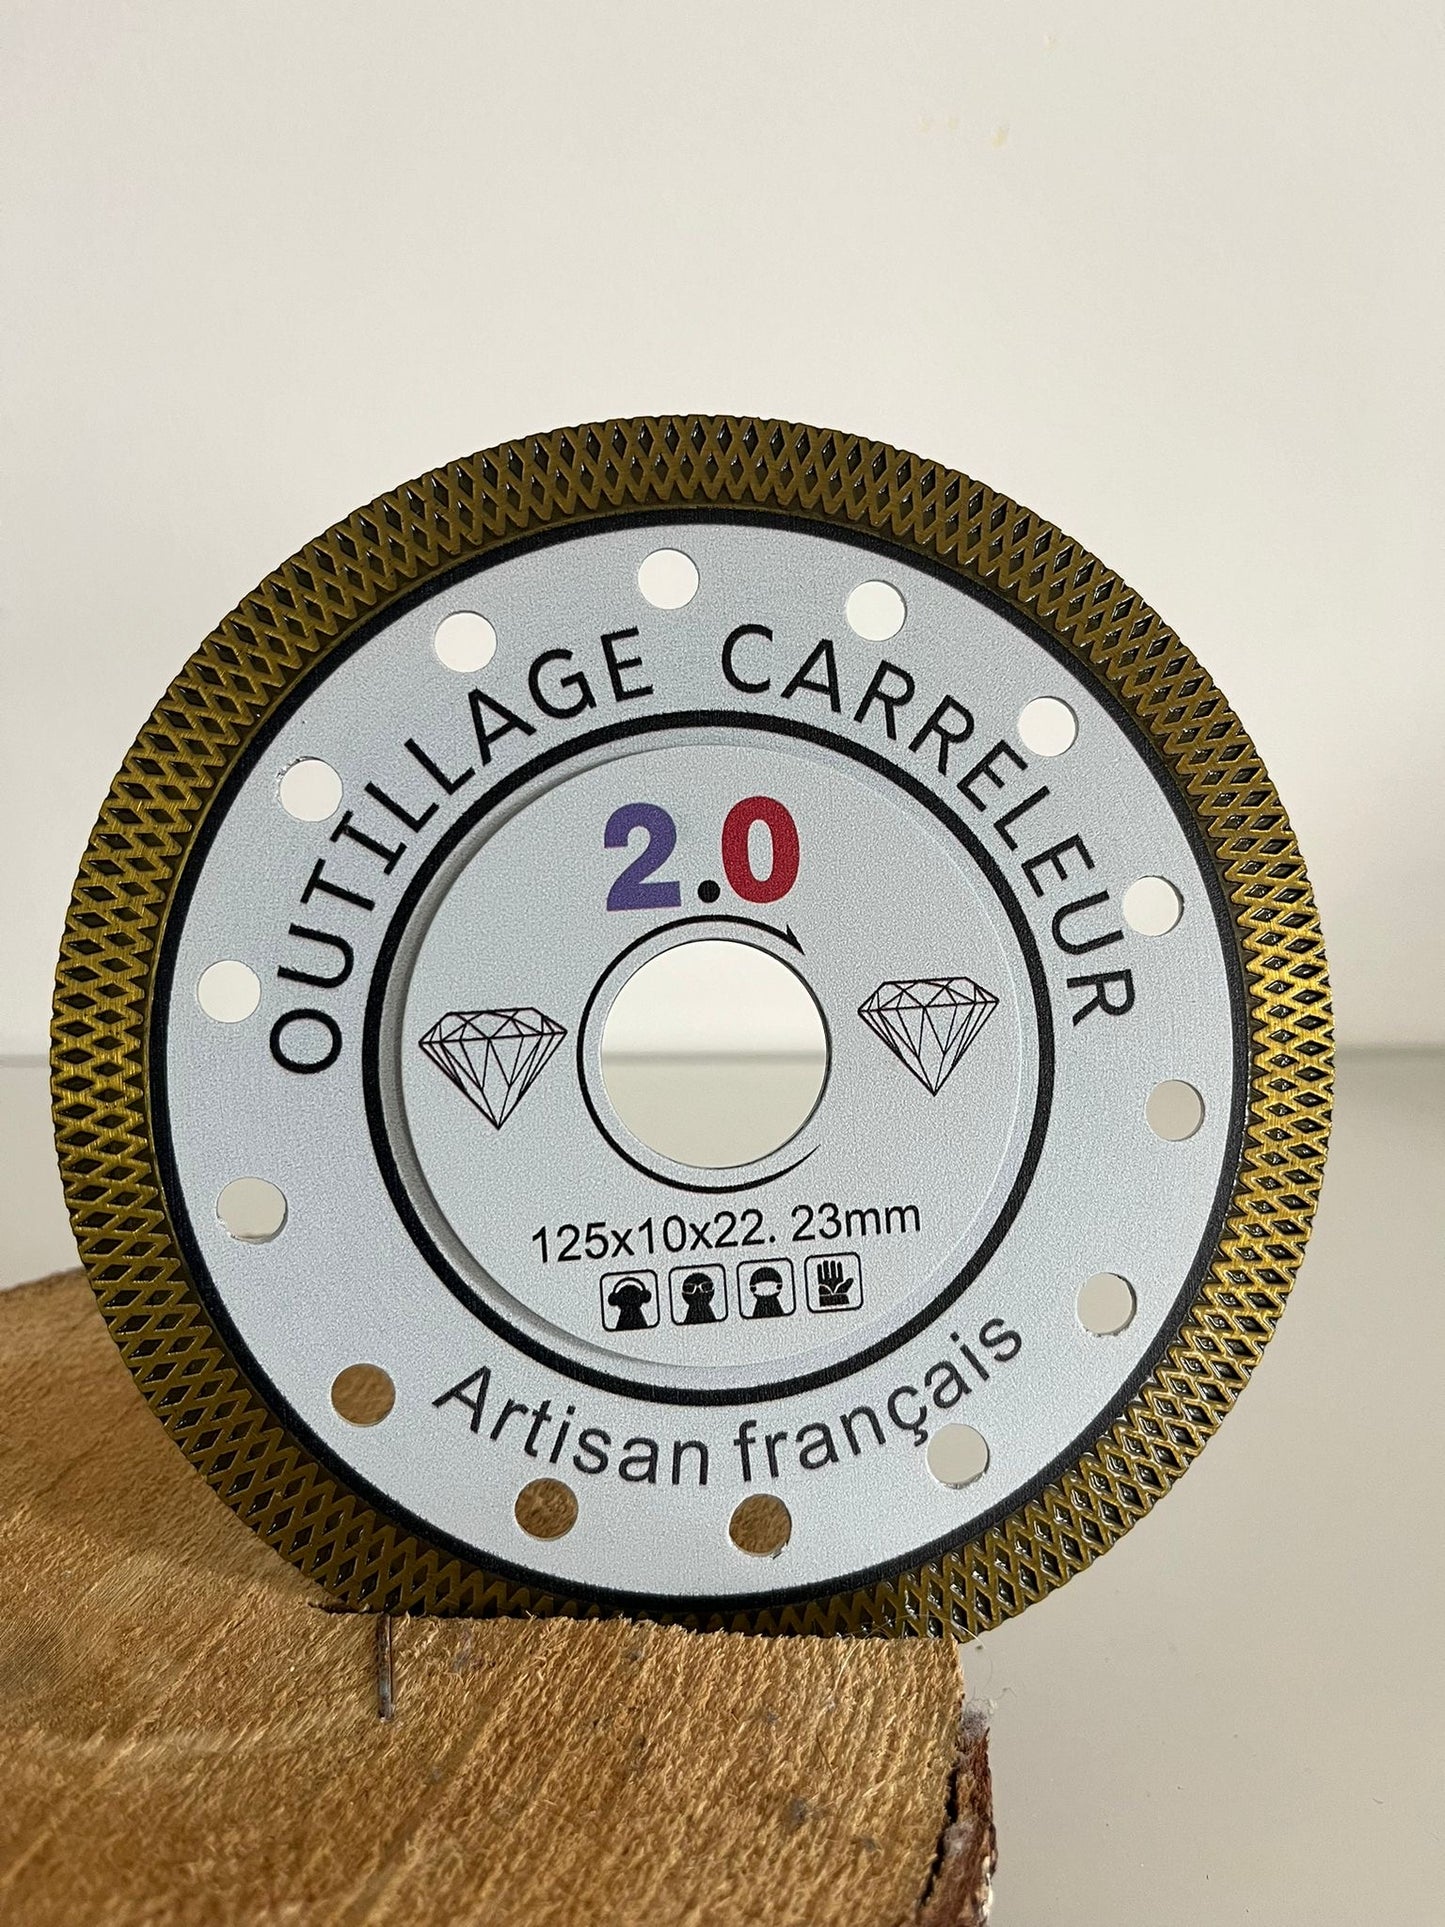 OUTILLAGE CARRELEUR
2.0
125x10x22. 23mm
Artisan français